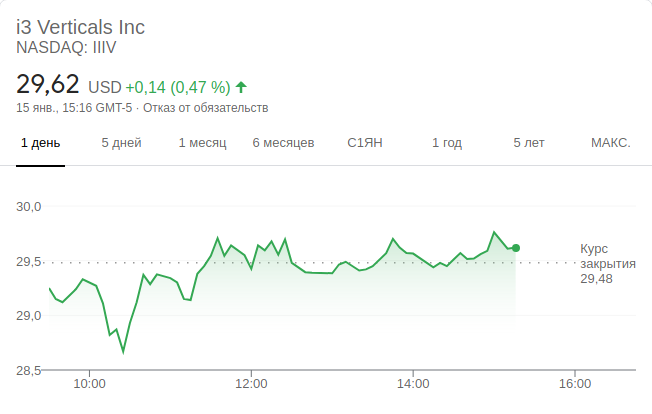 i3 Verticals Inc
NASDAQ: IIIV
29,62 USD +0,14 (0,47 %)
15 янв., 15:16 GMT-5 · Отказ от обязательств
1 день 5 дней 1 месяц 6 месяцев С1ЯН 1 год 5 лет МАКС.
30,0
29,5
29,0
28,5
Курс
закрытия
29,48
10:00 12:00 14:00 16:00